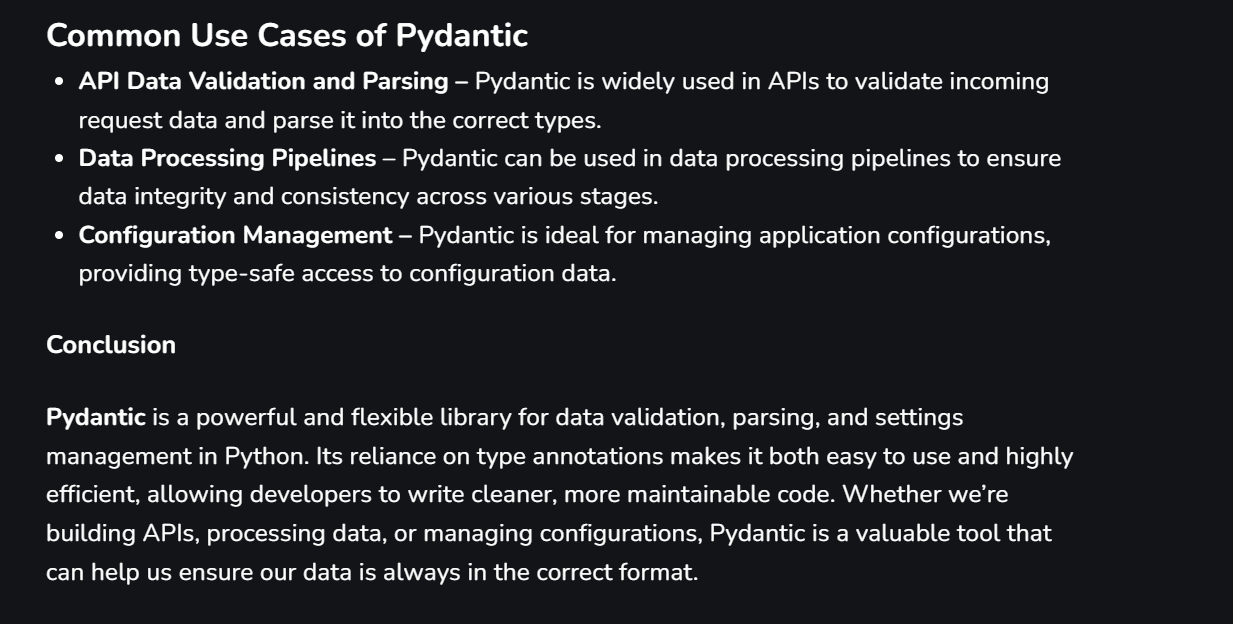 Common Use Cases of Pydantic
• API Data Validation and Parsing – Pydantic is widely used in APIs to validate incoming
request data and parse it into the correct types.
• Data Processing Pipelines – Pydantic can be used in data processing pipelines to ensure
data integrity and consistency across various stages.
• Configuration Management – Pydantic is ideal for managing application configurations,
providing type-safe access to configuration data.
Conclusion
Pydantic is a powerful and flexible library for data validation, parsing, and settings
management in Python. Its reliance on type annotations makes it both easy to use and highly
efficient, allowing developers to write cleaner, more maintainable code. Whether we’re
building APIs, processing data, or managing configurations, Pydantic is a valuable tool that
can help us ensure our data is always in the correct format.